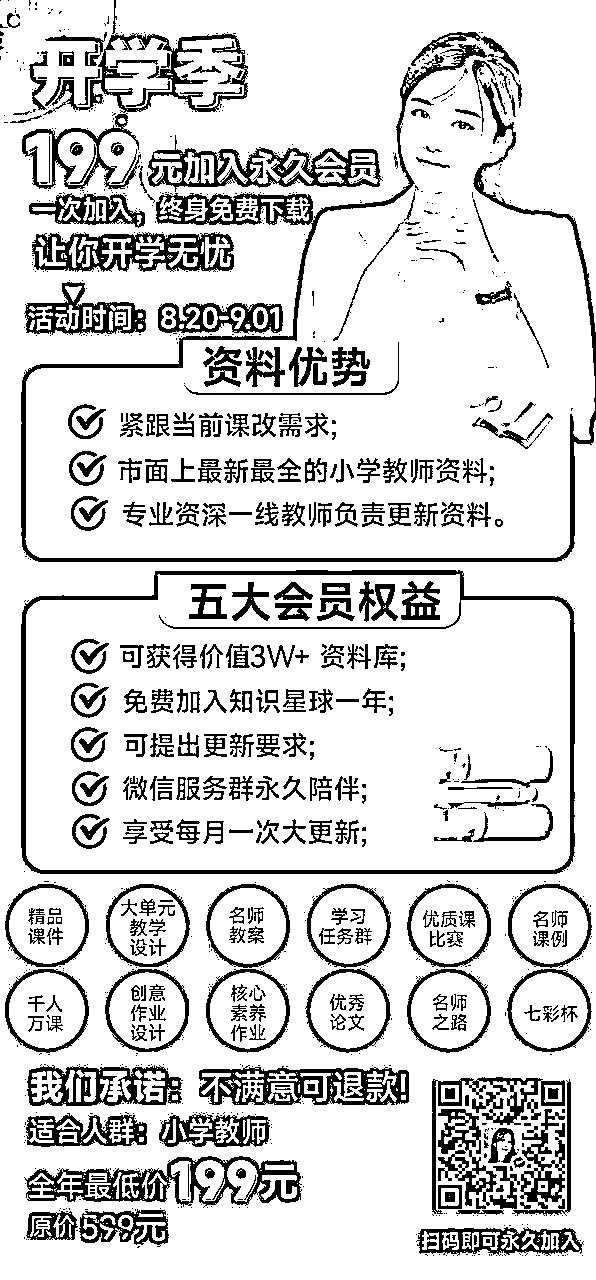 开学季
199元加入永久会员
一次加入，终身免费下载
让你开学无忧
活动时间：8.20-9.01
资料优势
紧跟当前课改需求;
市面上最新最全的小学教师资料;
专业资深一线教师负责更新资料。
五大会员权益
可获得价值3W+ 资料库;
免费加入知识星球一年;
可提出更新要求;
微信服务群永久陪伴;
享受每月一次大更新;
精品
课件
大单元
教学
设计
名师
教案
学习
任务群
优质课
比赛
名师
课例
千人
万课
创意
作业
设计
核心
素养
作业
优秀
论文
名师
之路
七彩杯
我们承诺：不满意可退款!
适合人群：小学教师
全年最低价199元
原价599元
扫码即可永久加入